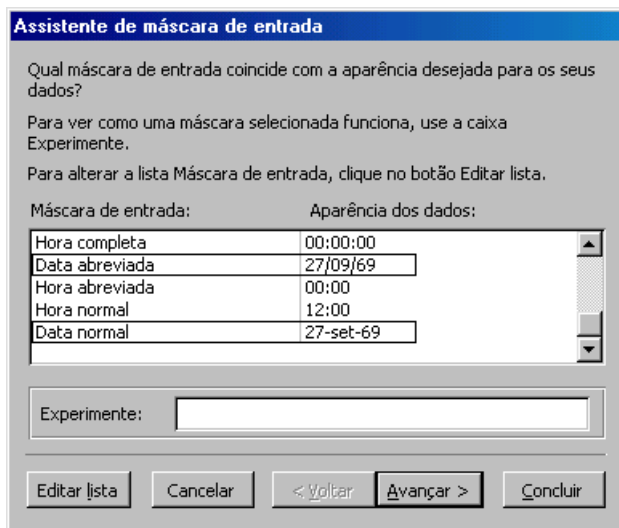 Assistente de máscara de entrada
Qual máscara de entrada coincide com a aparência desejada para os seus
dados?
Para ver como uma máscara selecionada funciona, use a caixa
Experimente.
Para alterar a lista Máscara de entrada, clique no botão Editar lista.
Máscara de entrada: Aparência dos dados:
Hora completa 00:00:00
Data abreviada 27/09/69
Hora abreviada 00:00
Hora normal 12:00
Data normal 27-set-69
Experimente:
Editar lista Cancelar < Voltar Avançar > Concluir